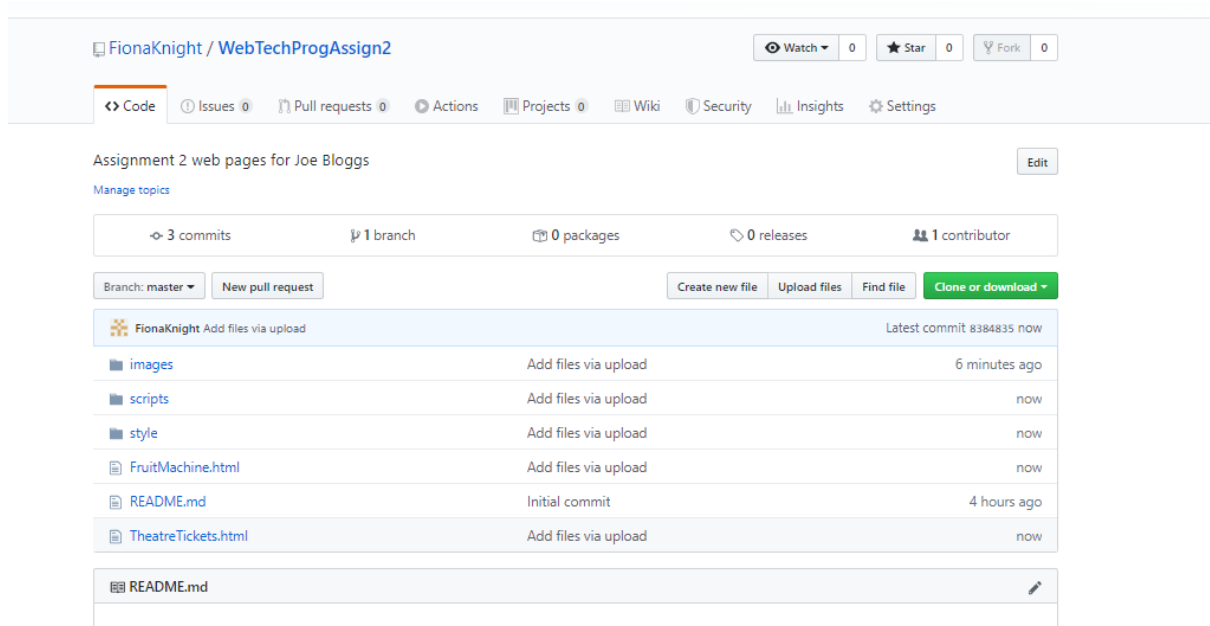 FionaKnight / WebTechProgAssign2 Watch 0 Star 0 Fork 0
Code Issues 0 Pull requests 0 Actions Projects 0 Wiki Security Insights Settings
Assignment 2 web pages for Joe Bloggs Edit
Manage topics
3 commits 1 branch 0 packages 0 releases 1 contributor
Branch: master New pull request Create new file Upload files Find file Clone or download
FionaKnight Add files via upload Latest commit 8384835 now
images Add files via upload 6 minutes ago
scripts Add files via upload now
style Add files via upload now
FruitMachine.html Add files via upload now
README.md Initial commit 4 hours ago
TheatreTickets.html Add files via upload now
README.md